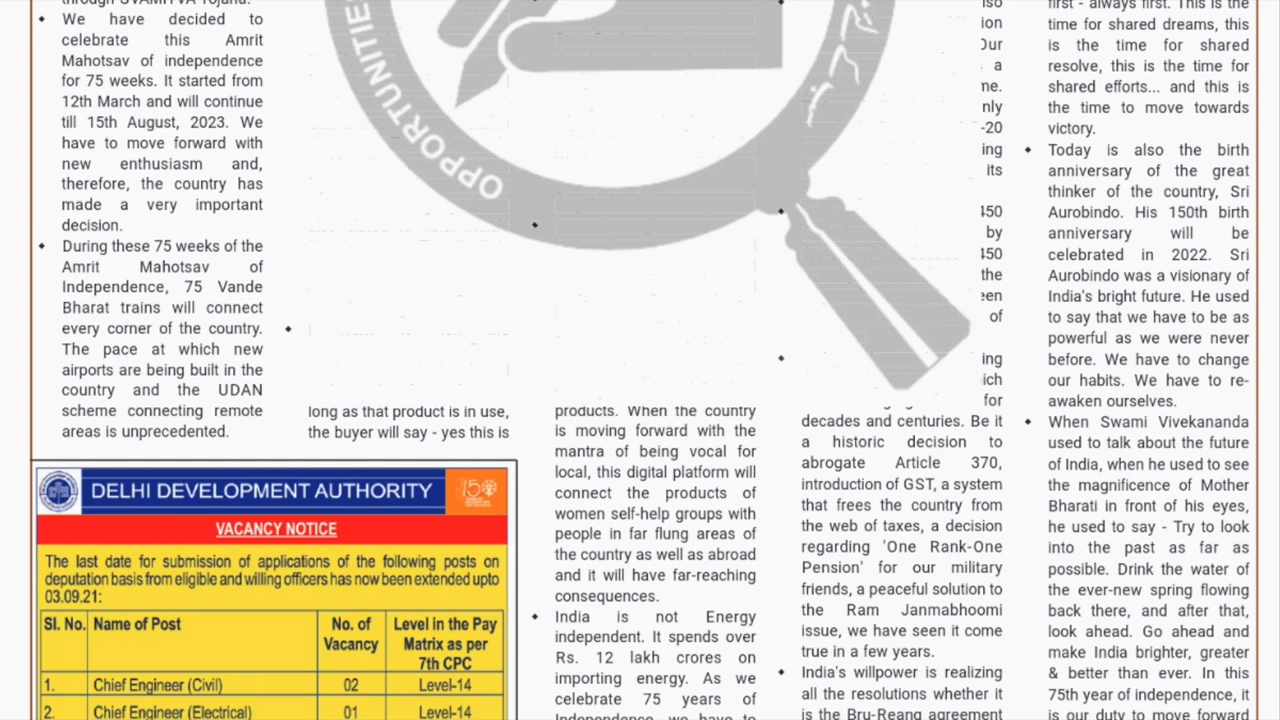 through SVAMITVA Yojana.
We have decided to
celebrate this Amrit
Mahotsav of independence
for 75 weeks. It started from
12th March and will continue
till 15th August, 2023. We
have to move forward with
new enthusiasm and,
therefore, the country has
made a very important
decision.
During these 75 weeks of the
Amrit Mahotsav of
Independence, 75 Vande
Bharat trains will connect
every corner of the country.
The pace at which new
airports are being built in the
country and the UDAN
scheme connecting remote
areas is unprecedented.
DELHI DEVELOPMENT AUTHORITY
VACANCY NOTICE
The last date for submission of applications of the following posts on
deputation basis from eligible and willing officers has now been extended upto
03.09.21:
Sl. No. Name of Post No. of Vacancy Level in the Pay Matrix as per 7th CPC
1. Chief Engineer (Civil) 02 Level-14
2. Chief Engineer (Electrical) 01 Level-14
OPPORTUNITIE
long as that product is in use,
the buyer will say - yes this is
products. When the country
is moving forward with the
mantra of being vocal for
local, this digital platform will
connect the products of
women self-help groups with
people in far flung areas of
the country as well as abroad
and it will have far-reaching
consequences.
India is not Energy
independent. It spends over
Rs. 12 lakh crores on
importing energy. As we
celebrate 75 years of
Independence, we have to
its
450
by
450
the
of
for
decades and centuries. Be it
a historic decision to
abrogate Article 370,
introduction of GST, a system
that frees the country from
the web of taxes, a decision
regarding 'One Rank-One
Pension' for our military
friends, a peaceful solution to
the Ram Janmabhoomi
issue, we have seen it come
true in a few years.
India's willpower is realizing
all the resolutions whether it
is the Bru-Reang agreement
first - always first. This is the
time for shared dreams, this
is the time for shared
resolve, this is the time for
shared efforts... and this is
the time to move towards
victory.
Today is also the birth
anniversary of the great
thinker of the country, Sri
Aurobindo. His 150th birth
anniversary will be
celebrated in 2022. Sri
Aurobindo was a visionary of
India's bright future. He used
to say that we have to be as
powerful as we were never
before. We have to change
our habits. We have to re-
awaken ourselves.
When Swami Vivekananda
used to talk about the future
of India, when he used to see
the magnificence of Mother
Bharati in front of his eyes,
he used to say - Try to look
into the past as far as
possible. Drink the water of
the ever-new spring flowing
back there, and after that,
look ahead. Go ahead and
make India brighter, greater
& better than ever. In this
75th year of independence, it
is our duty to move forward